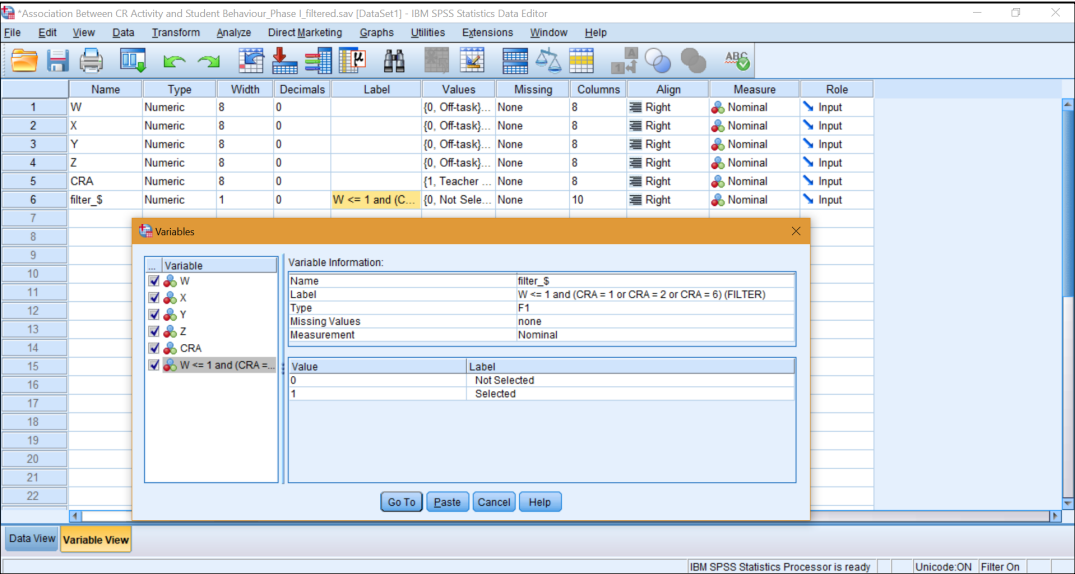 *Association Between CR Activity and Student Behaviour_Phase I_filtered.sav [DataSet1] - IBM SPSS Statistics Data Editor
File Edit View Data Transform Analyze Direct Marketing Graphs Utilities Extensions Window Help
Name Type Width Decimals Label Values Missing Columns Align Measure Role
1 W Numeric 8 0 {0, Off-task}... None 8 Right Nominal Input
2 X Numeric 8 0 {0, Off-task}... None 8 Right Nominal Input
3 Y Numeric 8 0 {0, Off-task}... None 8 Right Nominal Input
4 Z Numeric 8 0 {0, Off-task}... None 8 Right Nominal Input
5 CRA Numeric 8 0 {1, Teacher ... None 8 Right Nominal Input
6 filter_$ Numeric 1 0 W <= 1 and (C... {0, Not Sele... None 10 Right Nominal Input
7
8
9
10
11
12
13
14
15
16
17
18
19
20
21
22
Variables
... Variable
W
X
Y
Z
CRA
W <= 1 and (CRA =...
Variable Information:
Name filter_$
Label W <= 1 and (CRA = 1 or CRA = 2 or CRA = 6) (FILTER)
Type F1
Missing Values none
Measurement Nominal
Value Label
0 Not Selected
1 Selected
Go To Paste Cancel Help
Data View Variable View
IBM SPSS Statistics Processor is ready Unicode:ON Filter On